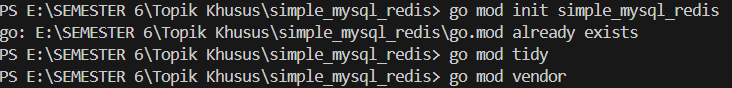 PS E:\SEMESTER 6\Topik Khusus\simple_mysql_redis> go mod init simple_mysql_redis
go: E:\SEMESTER 6\Topik Khusus\simple_mysql_redis\go.mod already exists
PS E:\SEMESTER 6\Topik Khusus\simple_mysql_redis> go mod tidy
PS E:\SEMESTER 6\Topik Khusus\simple_mysql_redis> go mod vendor